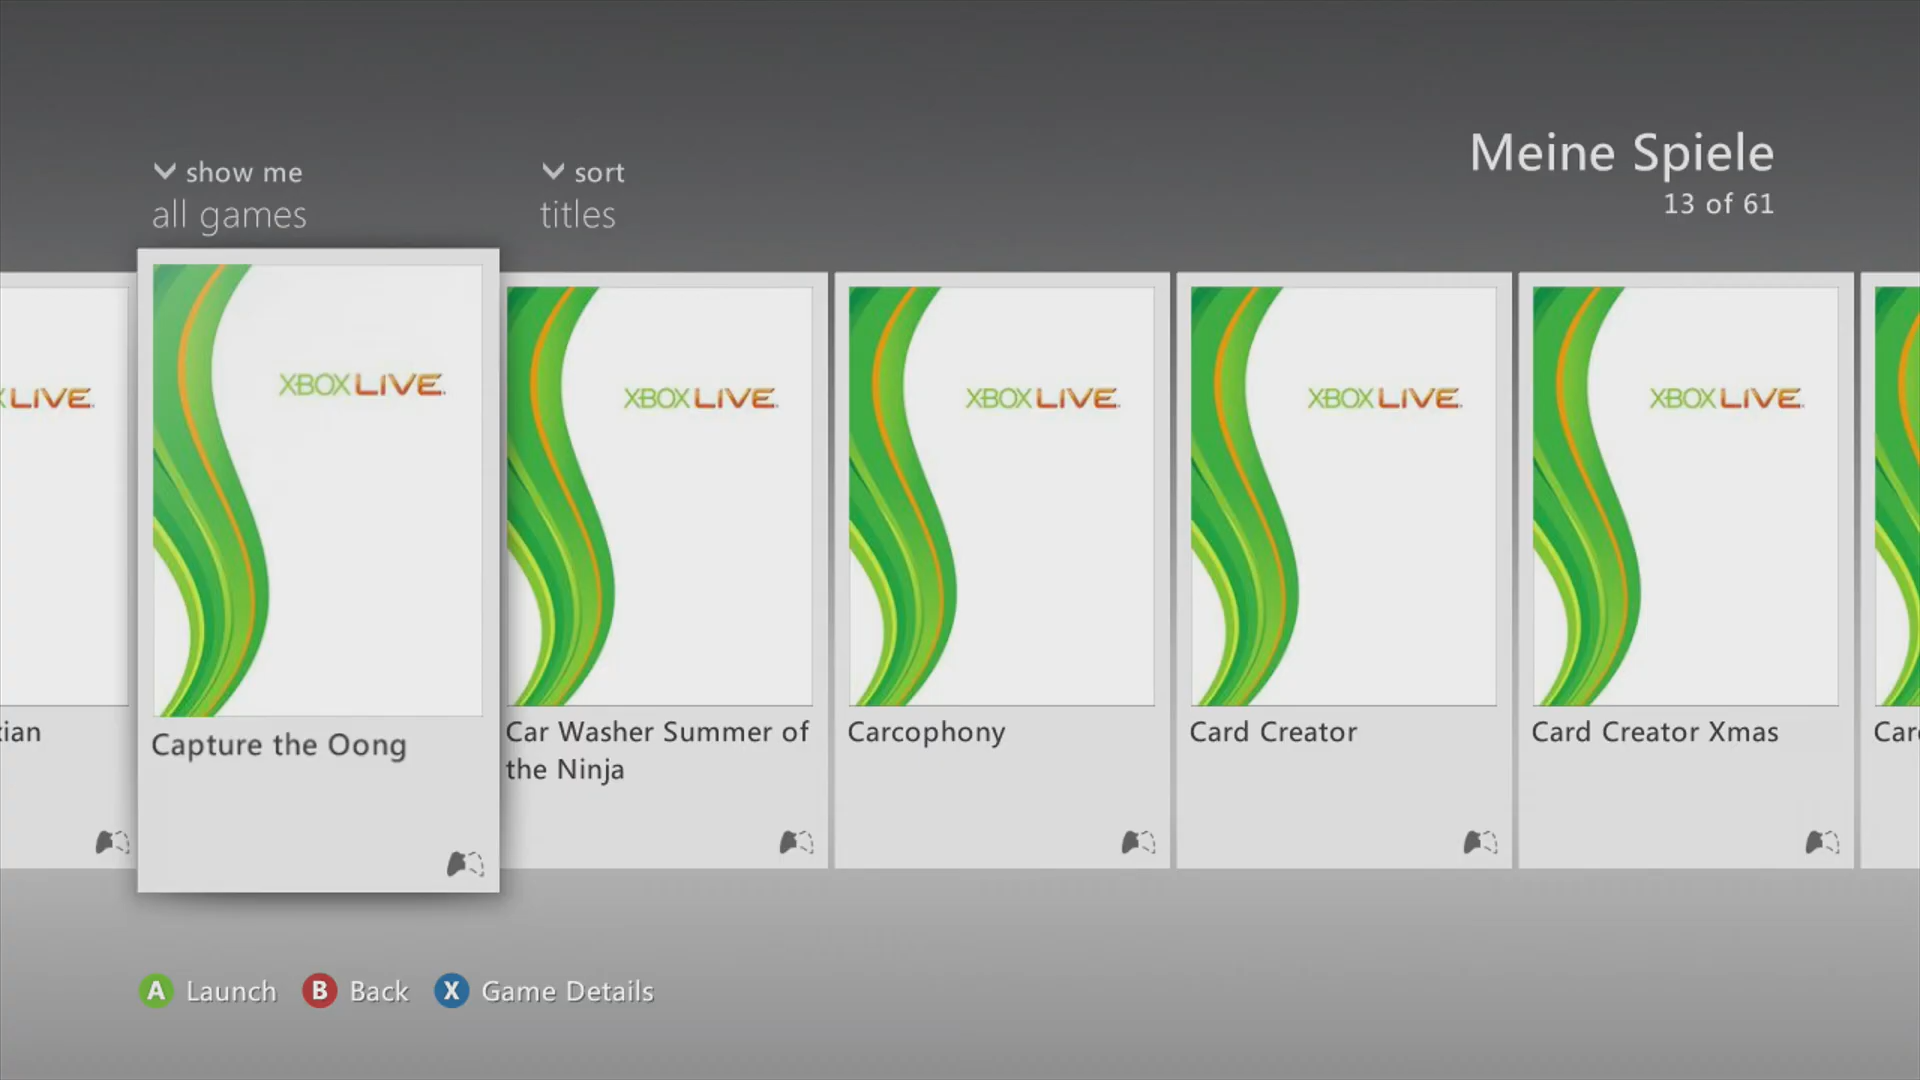 show me
all games
sort
titles
Meine Spiele
13 of 61
XLIVE
XBOX LIVE
XBOX LIVE
XBOX LIVE
XBOX LIVE
XBOX LIVE
tian
Capture the Oong
Car Washer Summer of
the Ninja
Carcophony
Card Creator
Card Creator Xmas
Car
A Launch B Back X Game Details